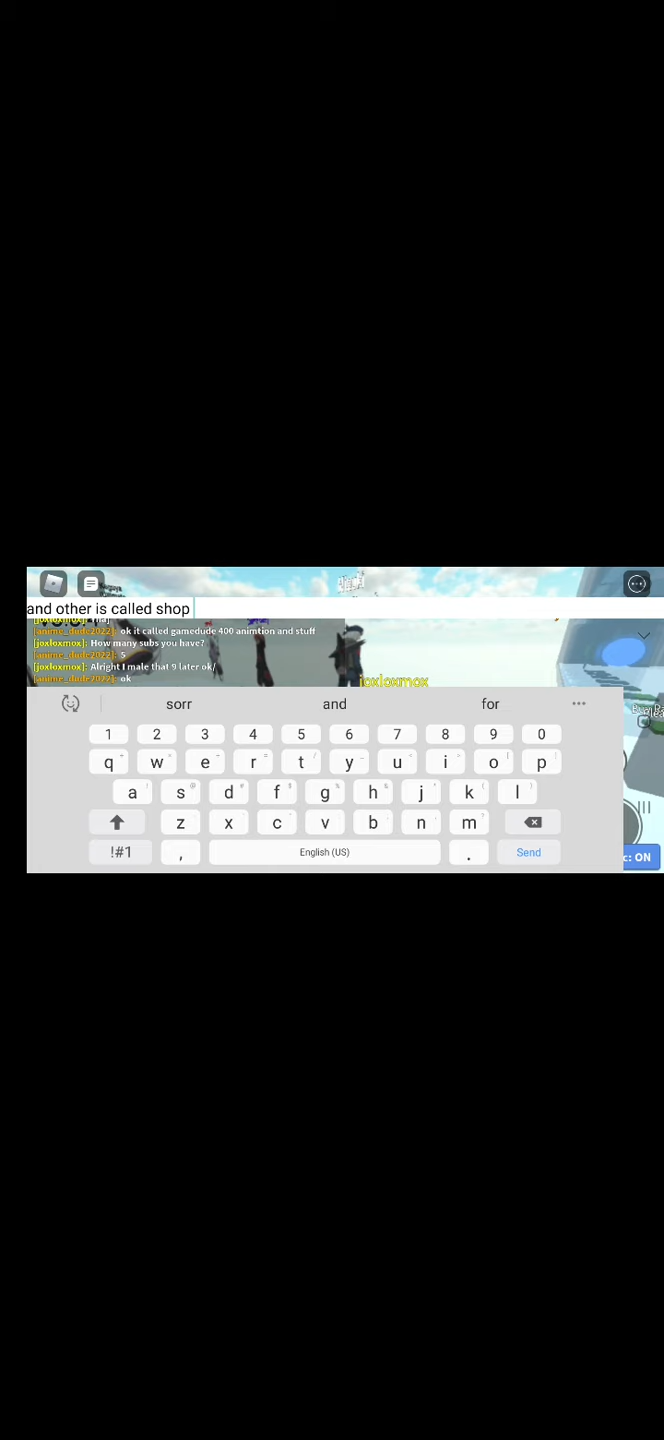 and other is called shop
[anime_dude2022]: ok it called gamedude 400 animtion and stuff
[joxloxmox]: How many subs you have?
[anime_dude2022]: 5
[joxloxmox]: Alright I male that 9 later ok/
[anime_dude2022]: ok
joxloxmox
sorr and for
1 2 3 4 5 6 7 8 9 0
q w e r t y u i o p
a s d f g h j k l
z x c v b n m
!#1 , English (US) . Send
c: ON